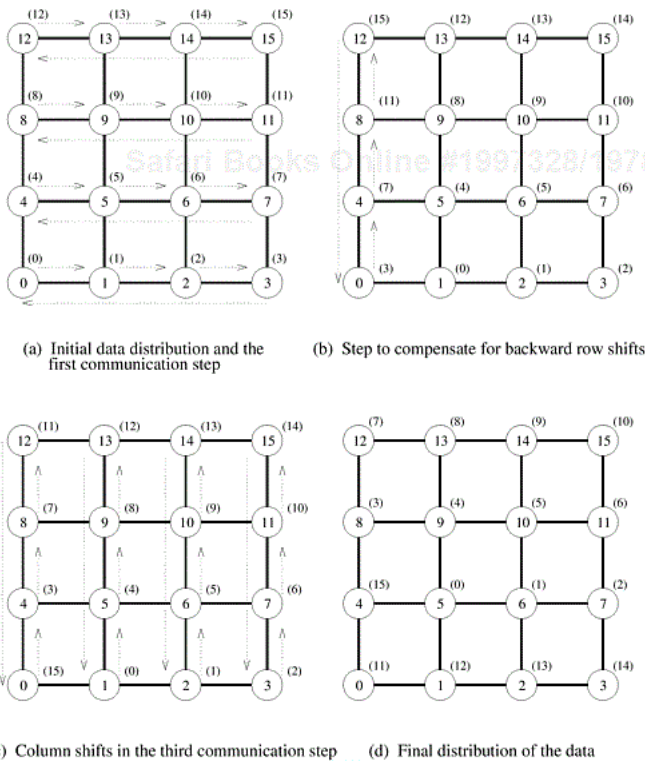 (12) (13) (14) (15)
12 13 14 15
(8) (9) (10) (11)
8 9 10 11
(4) (5) (6) (7)
4 5 6 7
(0) (1) (2) (3)
0 1 2 3
(a) Initial data distribution and the
first communication step
(15) (12) (13) (14)
12 13 14 15
(11) (8) (9) (10)
8 9 10 11
(7) (4) (5) (6)
4 5 6 7
(3) (0) (1) (2)
0 1 2 3
(b) Step to compensate for backward row shifts
Safari Books Online #1997328/197
(11) (12) (13) (14)
12 13 14 15
(7) (8) (9) (10)
8 9 10 11
(3) (4) (5) (6)
4 5 6 7
(15) (0) (1) (2)
0 1 2 3
) Column shifts in the third communication step
(7) (8) (9) (10)
12 13 14 15
(3) (4) (5) (6)
8 9 10 11
(15) (0) (1) (2)
4 5 6 7
(11) (12) (13) (14)
0 1 2 3
(d) Final distribution of the data